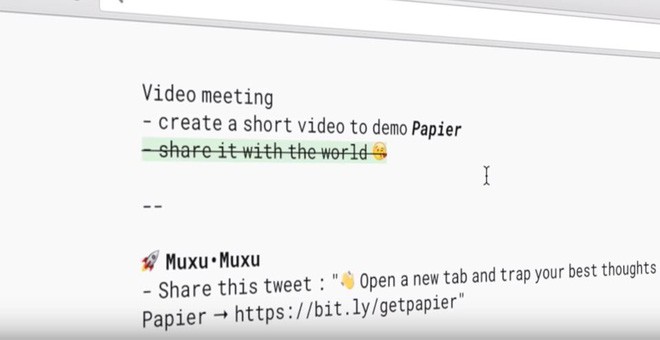 Video meeting
- create a short video to demo Papier
- share it with the world 😘
--
🚀 Muxu•Muxu
- Share this tweet : "👋 Open a new tab and trap your best thoughts
Papier → https://bit.ly/getpapier"